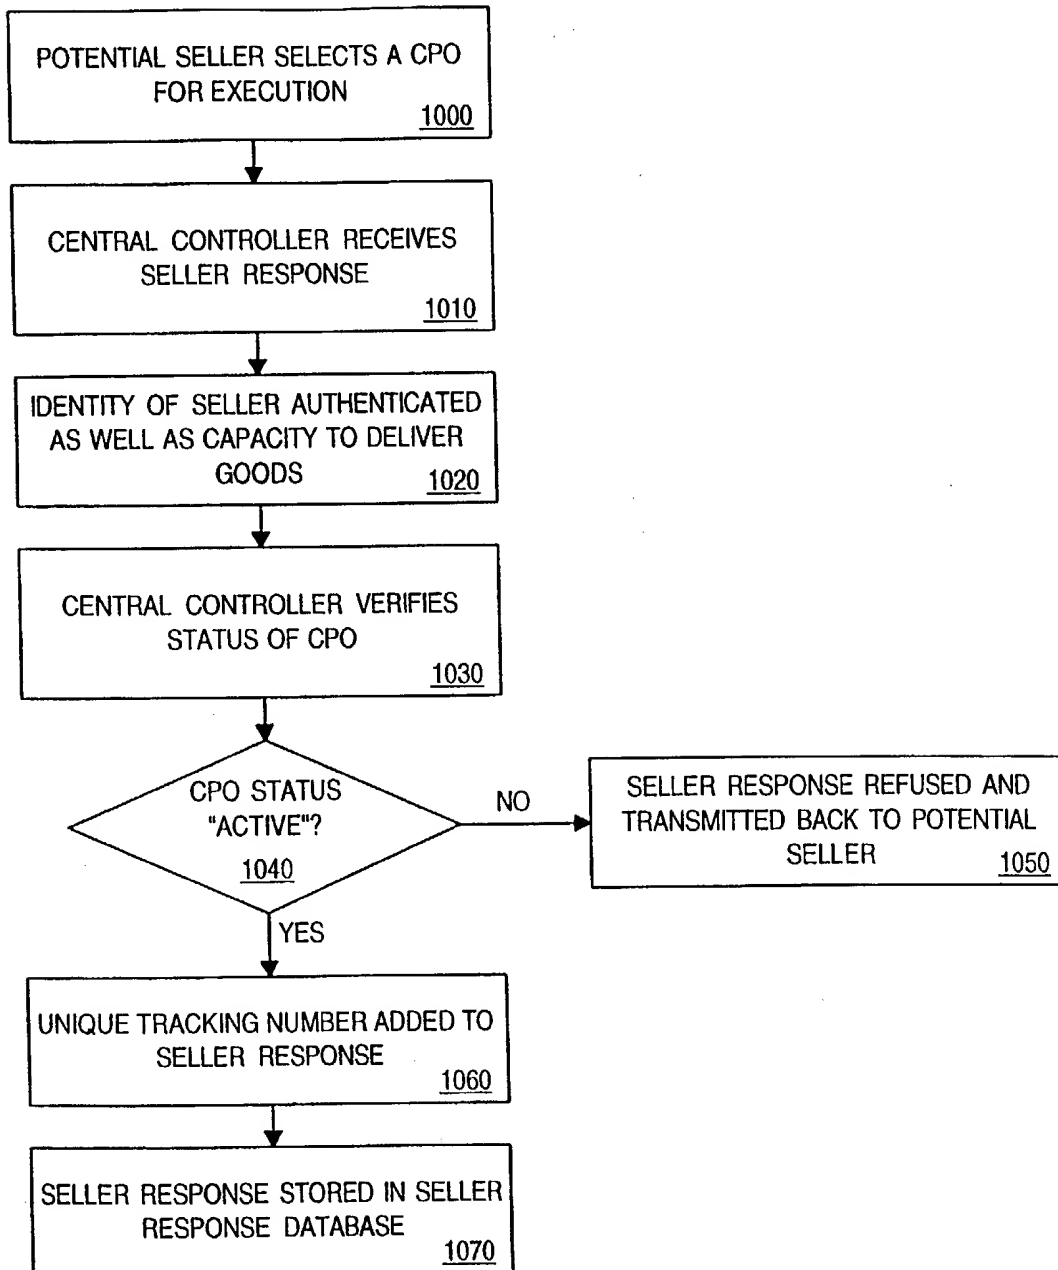 POTENTIAL SELLER SELECTS A CPO
FOR EXECUTION
1000
CENTRAL CONTROLLER RECEIVES
SELLER RESPONSE
1010
IDENTITY OF SELLER AUTHENTICATED
AS WELL AS CAPACITY TO DELIVER
GOODS
1020
CENTRAL CONTROLLER VERIFIES
STATUS OF CPO
1030
CPO STATUS
"ACTIVE"?
1040
NO
SELLER RESPONSE REFUSED AND
TRANSMITTED BACK TO POTENTIAL
SELLER
1050
YES
UNIQUE TRACKING NUMBER ADDED TO
SELLER RESPONSE
1060
SELLER RESPONSE STORED IN SELLER
RESPONSE DATABASE
1070